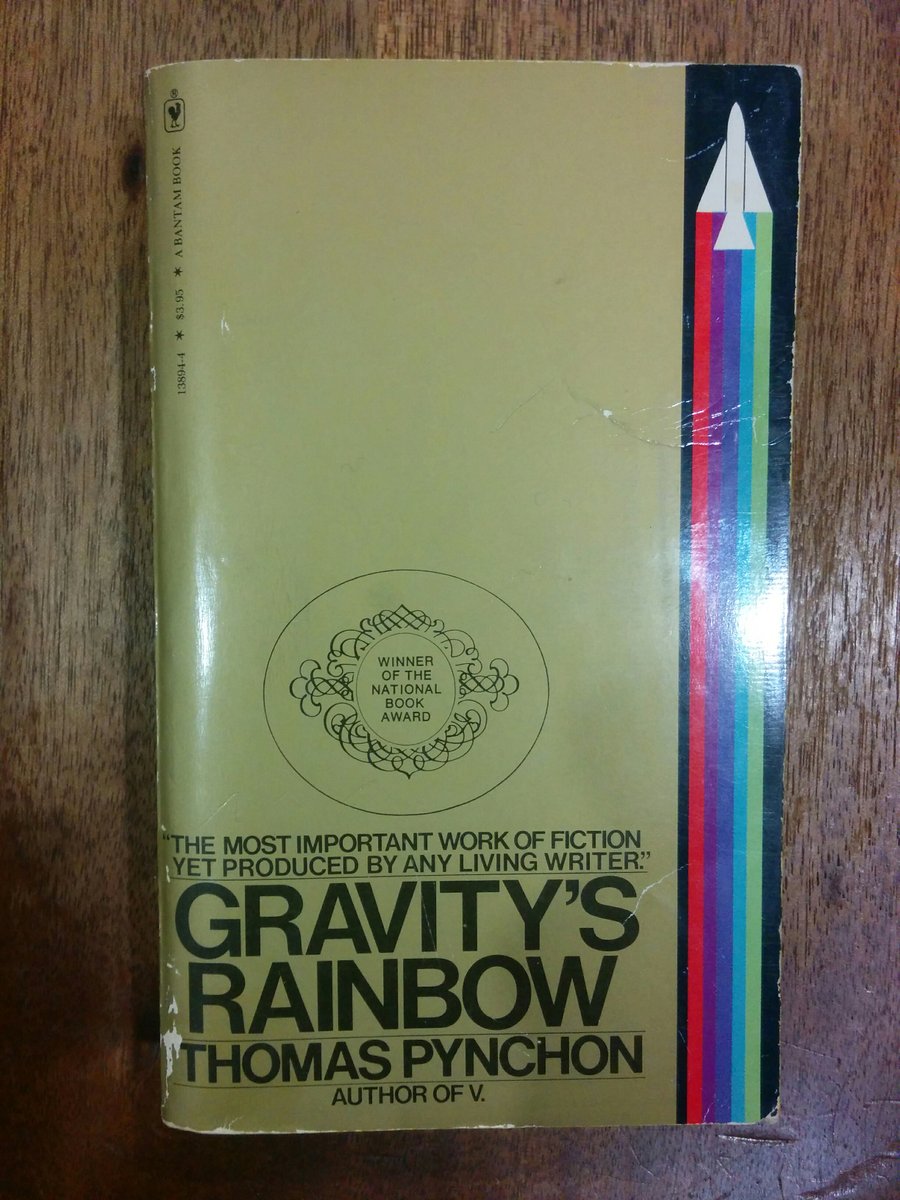 13894-4 * $3.95 * A BANTAM BOOK ®
WINNER
OF THE
NATIONAL
BOOK
AWARD
“THE MOST IMPORTANT WORK OF FICTION
YET PRODUCED BY ANY LIVING WRITER.”
GRAVITY'S
RAINBOW
THOMAS PYNCHON
AUTHOR OF V.